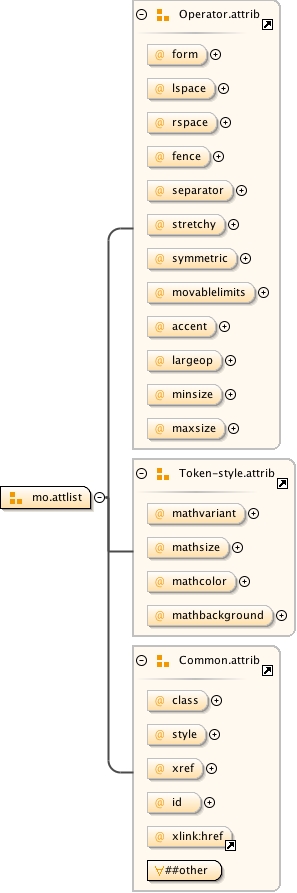 Operator.attrib
@ form
@ lspace
@ rspace
@ fence
@ separator
@ stretchy
@ symmetric
@ movablelimits
@ accent
@ largeop
@ minsize
@ maxsize
mo.attlist
Token-style.attrib
@ mathvariant
@ mathsize
@ mathcolor
@ mathbackground
Common.attrib
@ class
@ style
@ xref
@ id
@ xlink:href
∀##other